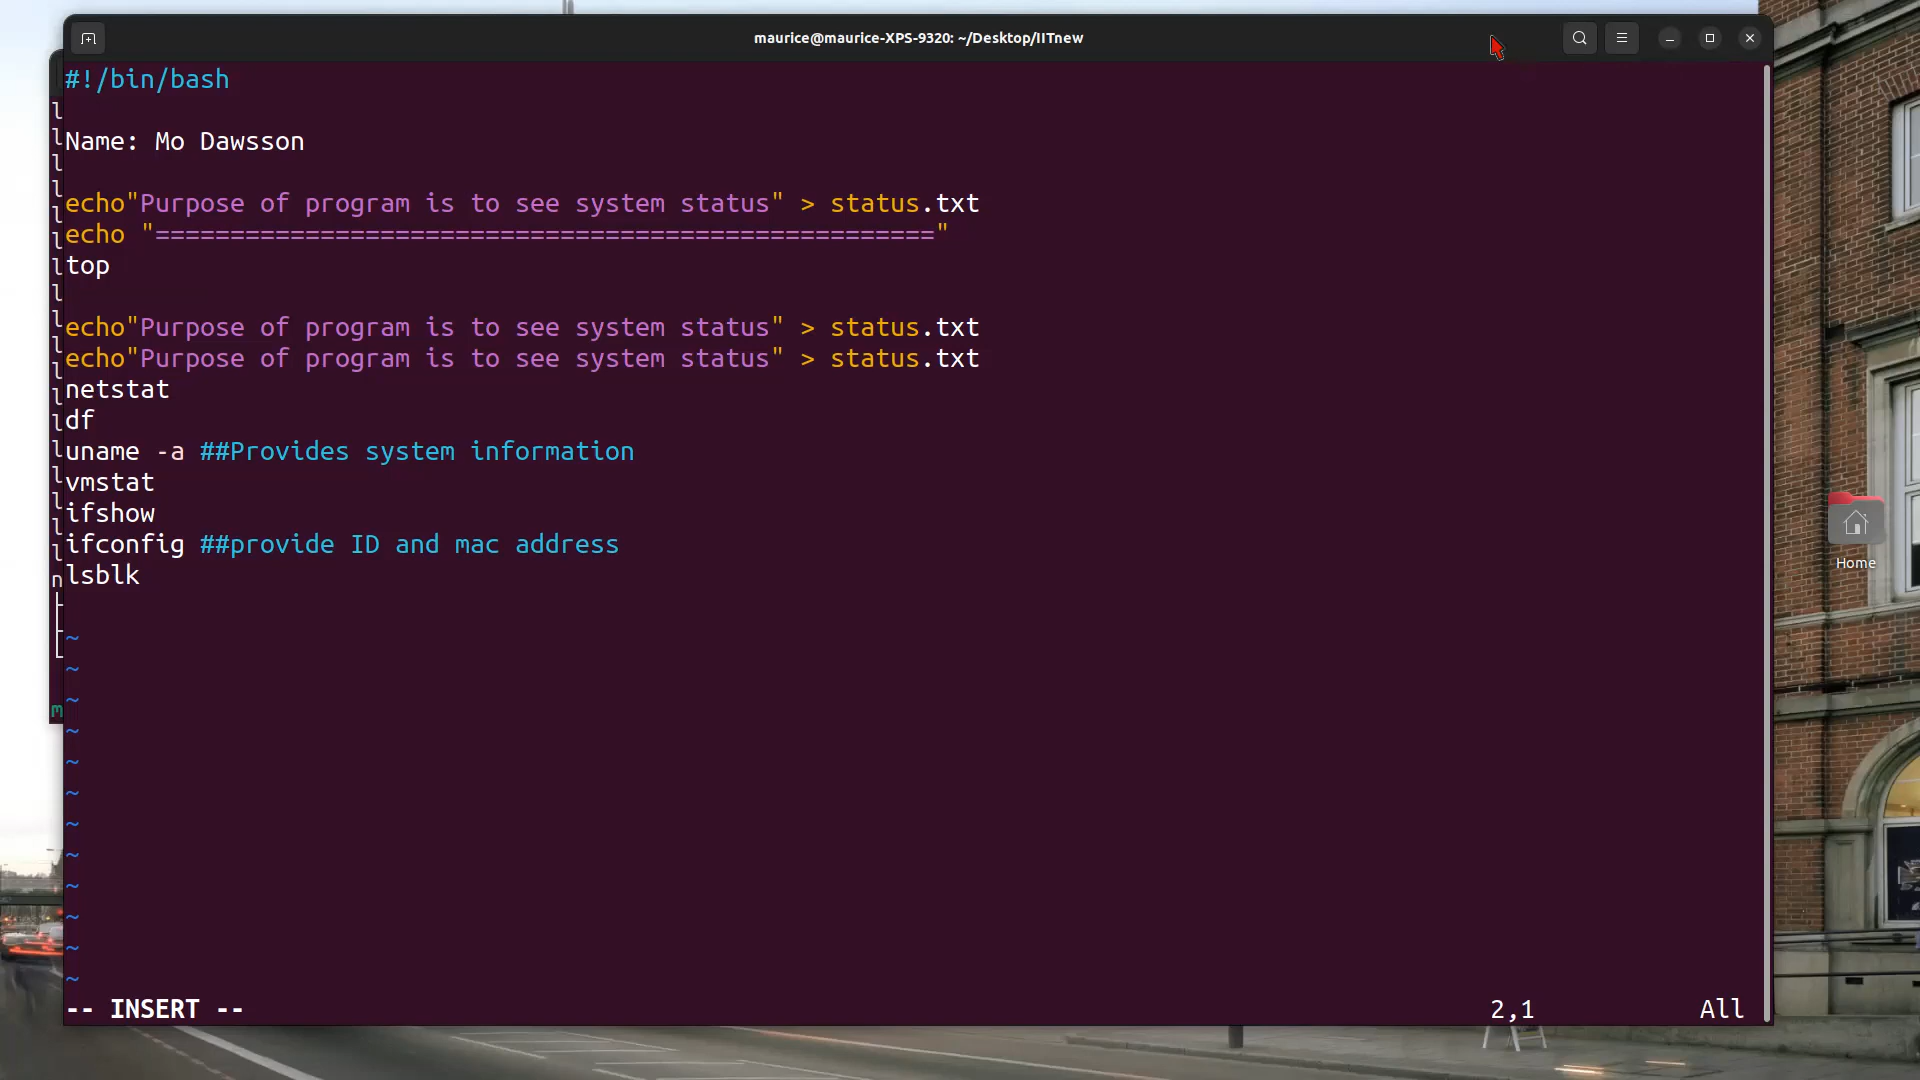 maurice@maurice-XPS-9320: ~/Desktop/IITnew
#!/bin/bash
Name: Mo Dawsson
echo"Purpose of program is to see system status" > status.txt
echo "===================================================="
top
echo"Purpose of program is to see system status" > status.txt
echo"Purpose of program is to see system status" > status.txt
netstat
df
uname -a ##Provides system information
vmstat
ifshow
ifconfig ##provide ID and mac address
lsblk
~
~
~
~
~
~
~
~
~
~
~
~
-- INSERT --
2,1
All
Home